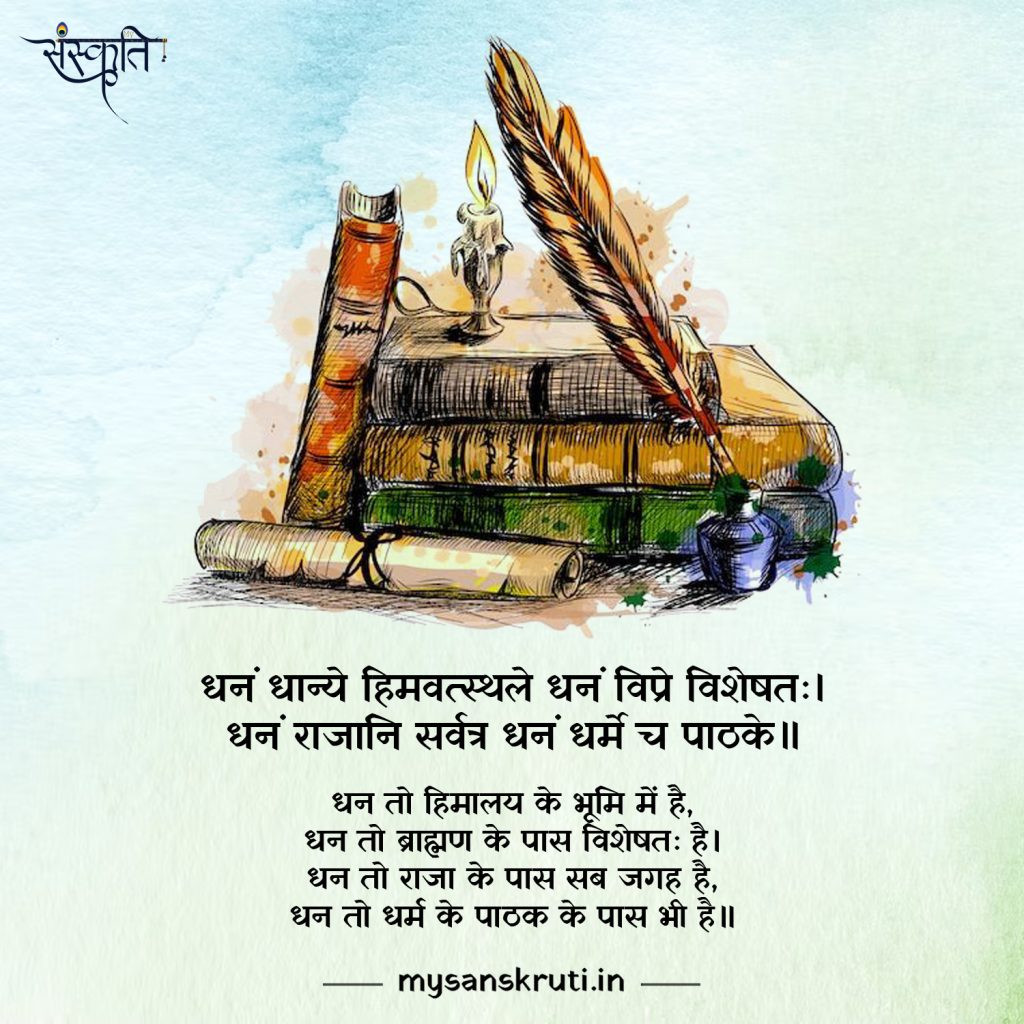 संस्कृति
धनं धान्ये हिमवत्स्थले धनं विप्रे विशेषतः।
धनं राजानि सर्वत्र धनं धर्मे च पाठके॥
धन तो हिमालय के भूमि में है,
धन तो ब्राह्मण के पास विशेषतः है।
धन तो राजा के पास सब जगह है,
धन तो धर्म के पाठक के पास भी है॥
mysanskruti.in